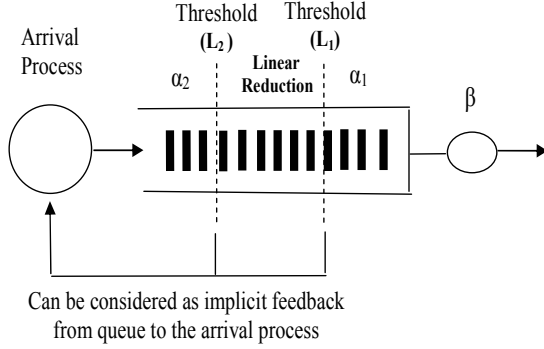 Threshold
(L₂)
Threshold
(L₁)
Arrival
Process
Linear
Reduction
α₂
α₁
β
Can be considered as implicit feedback
from queue to the arrival process